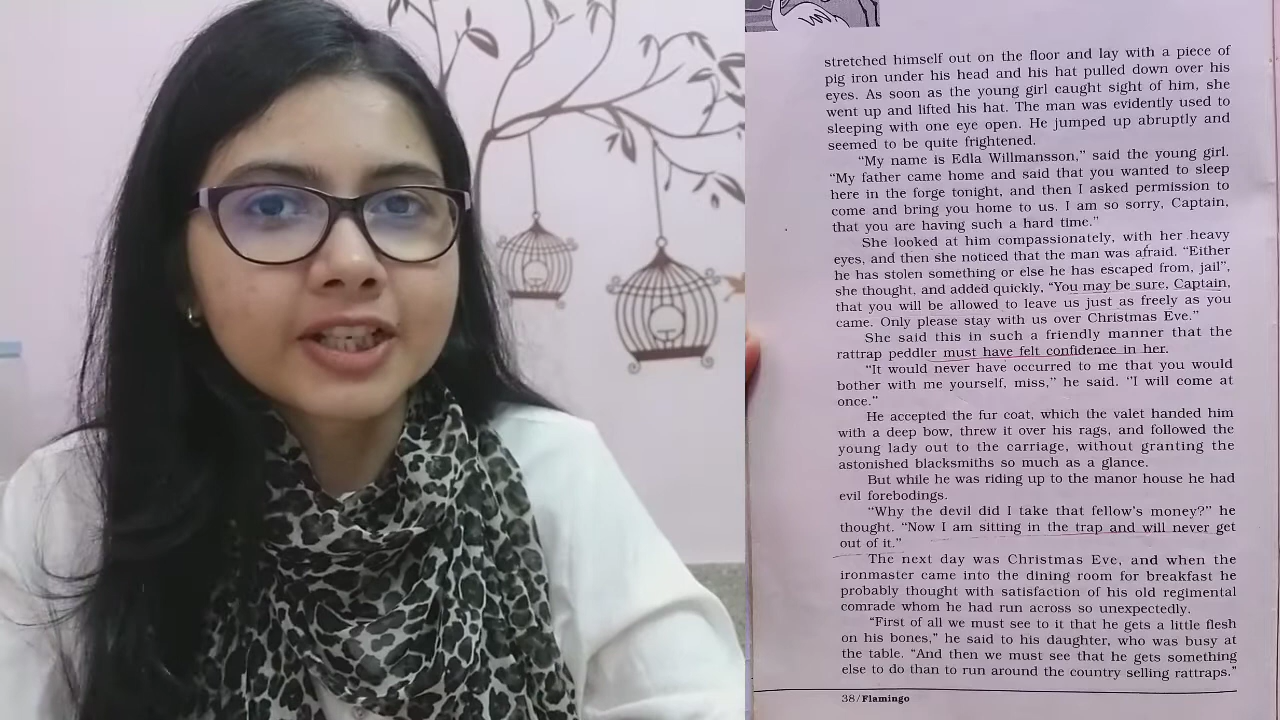 stretched himself out on the floor and lay with a piece of
pig iron under his head and his hat pulled down over his
eyes. As soon as the young girl caught sight of him, she
went up and lifted his hat. The man was evidently used to
sleeping with one eye open. He jumped up abruptly and
seemed to be quite frightened.
“My name is Edla Willmansson,” said the young girl.
“My father came home and said that you wanted to sleep
here in the forge tonight, and then I asked permission to
come and bring you home to us. I am so sorry, Captain,
that you are having such a hard time.”
She looked at him compassionately, with her heavy
eyes, and then she noticed that the man was afraid. “Either
he has stolen something or else he has escaped from, jail”,
she thought, and added quickly, “You may be sure, Captain,
that you will be allowed to leave us just as freely as you
came. Only please stay with us over Christmas Eve.”
She said this in such a friendly manner that the
rattrap peddler must have felt confidence in her.
“It would never have occurred to me that you would
bother with me yourself, miss,” he said. “I will come at
once.”
He accepted the fur coat, which the valet handed him
with a deep bow, threw it over his rags, and followed the
young lady out to the carriage, without granting the
astonished blacksmiths so much as a glance.
But while he was riding up to the manor house he had
evil forebodings.
“Why the devil did I take that fellow’s money?” he
thought. “Now I am sitting in the trap and will never get
out of it.”
The next day was Christmas Eve, and when the
ironmaster came into the dining room for breakfast he
probably thought with satisfaction of his old regimental
comrade whom he had run across so unexpectedly.
“First of all we must see to it that he gets a little flesh
on his bones,” he said to his daughter, who was busy at
the table. “And then we must see that he gets something
else to do than to run around the country selling rattraps.”
38/Flamingo